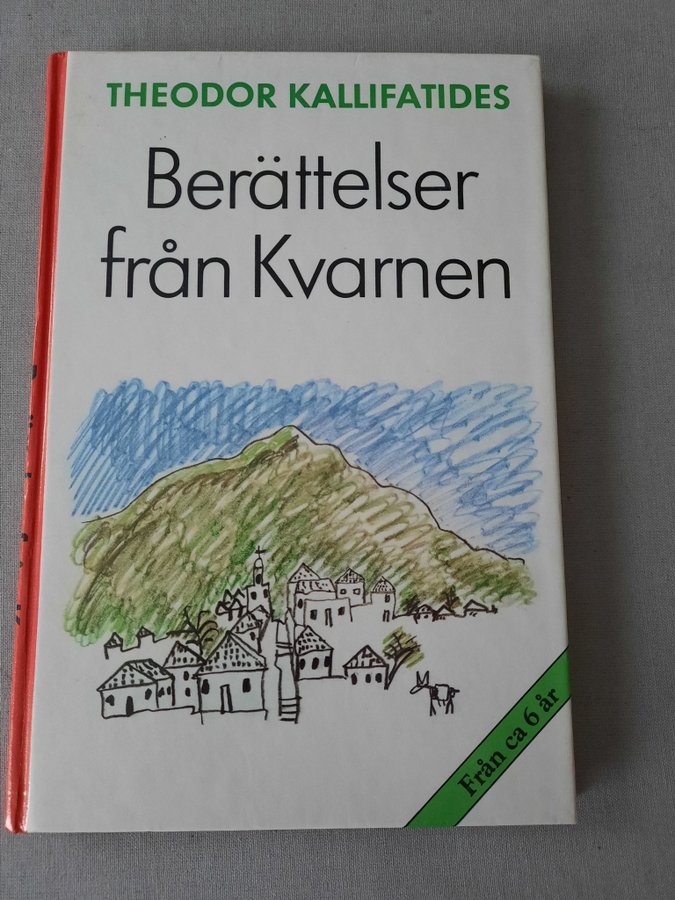 THEODOR KALLIFATIDES
Berättelser
från Kvarnen
Från ca 6 år